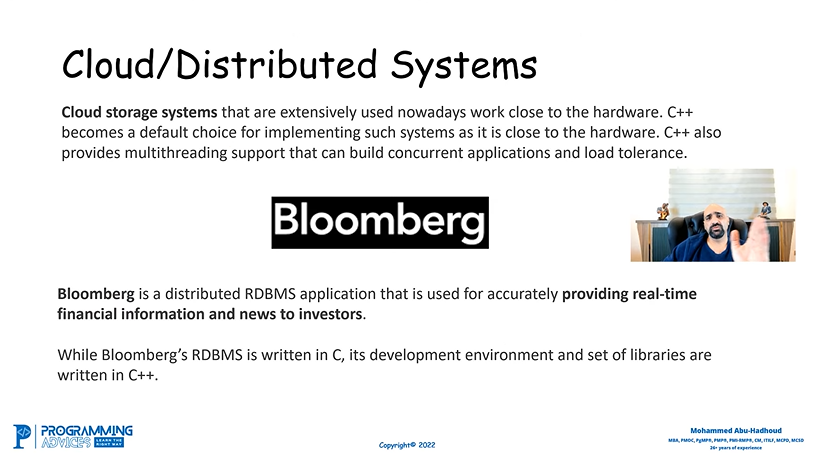 Cloud/Distributed Systems
Cloud storage systems that are extensively used nowadays work close to the hardware. C++
becomes a default choice for implementing such systems as it is close to the hardware. C++ also
provides multithreading support that can build concurrent applications and load tolerance.
Bloomberg
Bloomberg is a distributed RDBMS application that is used for accurately providing real-time
financial information and news to investors.
While Bloomberg’s RDBMS is written in C, its development environment and set of libraries are
written in C++.
PROGRAMMING
ADVICES LEARN THE
RIGHT WAY
Copyright© 2022
Mohammed Abu-Hadhoud
MBA, PMOC, PgMP®, PMP®, PMI-RMP®, CM, ITILF, MCPD, MCSD
26+ years of experience